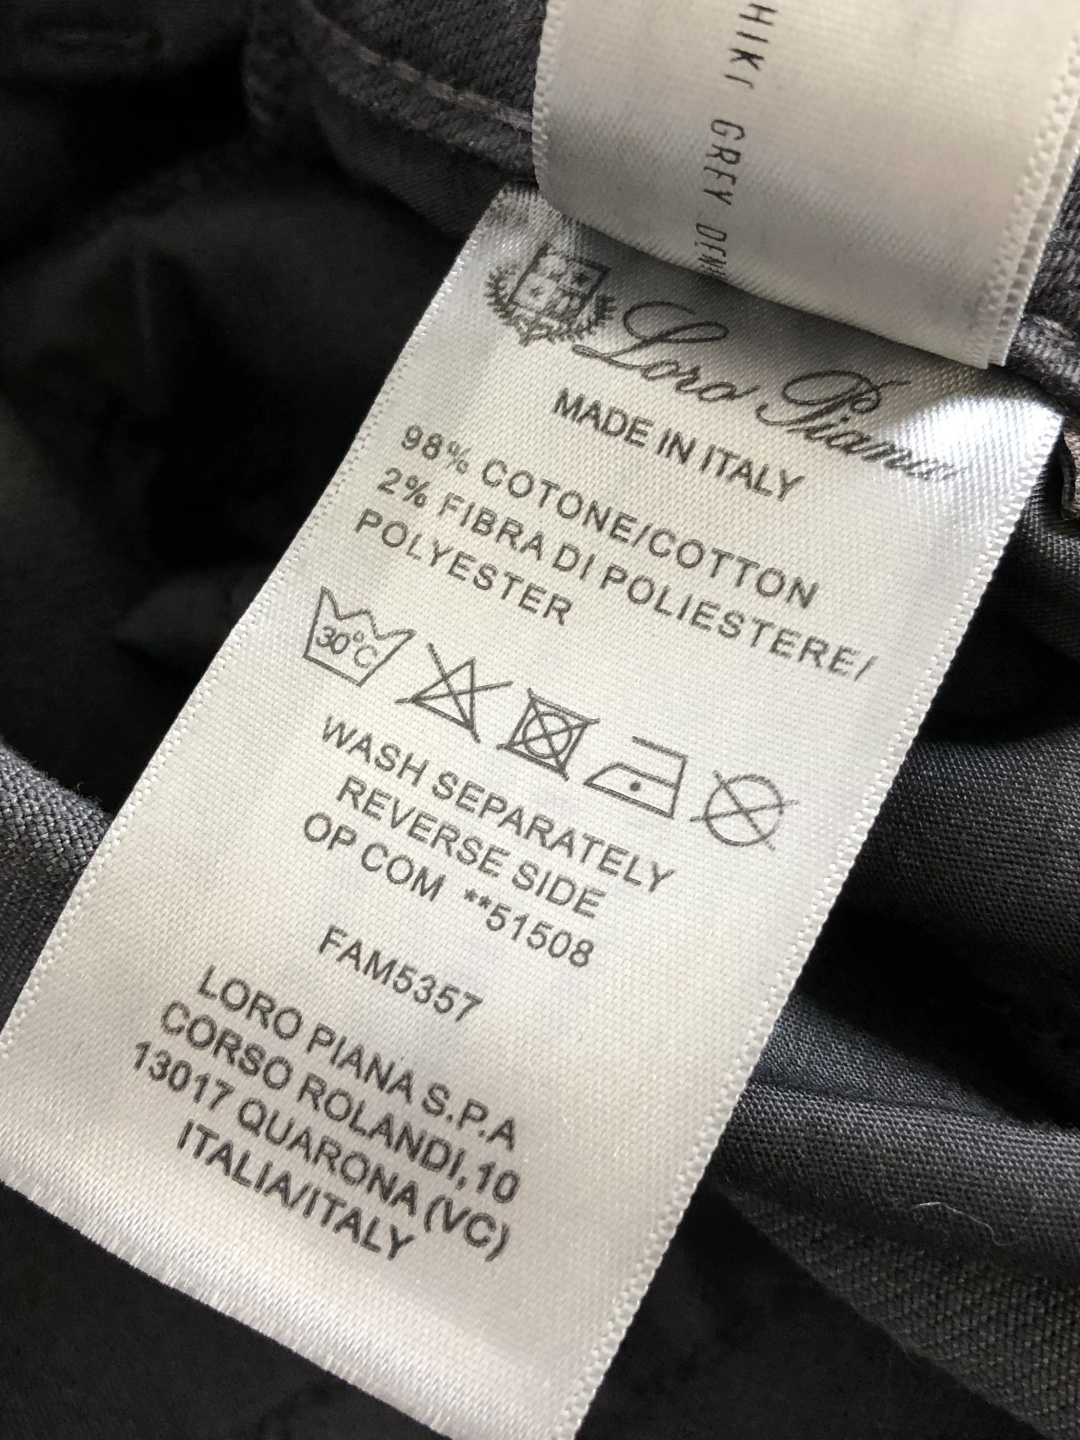 GREY
Loro Piana
MADE IN ITALY
98% COTONE/COTTON
2% FIBRA DI POLIESTERE/
POLYESTER
30°C
WASH SEPARATELY
REVERSE SIDE
OP COM **51508
FAM5357
LORO PIANA S.P.A
CORSO ROLANDI,10
13017 QUARONA (VC)
ITALIA/ITALY